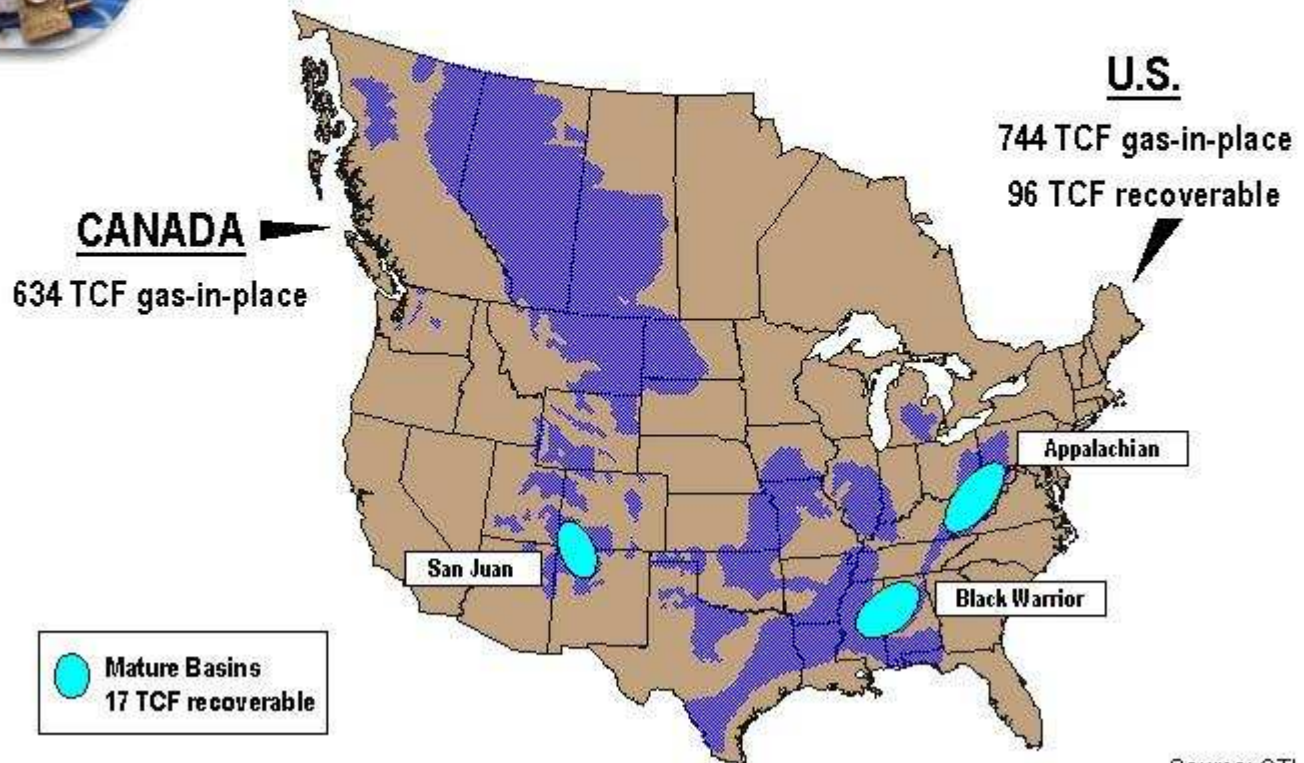 U.S.
744 TCF gas-in-place
96 TCF recoverable
CANADA
634 TCF gas-in-place
Appalachian
San Juan
Black Warrior
Mature Basins
17 TCF recoverable